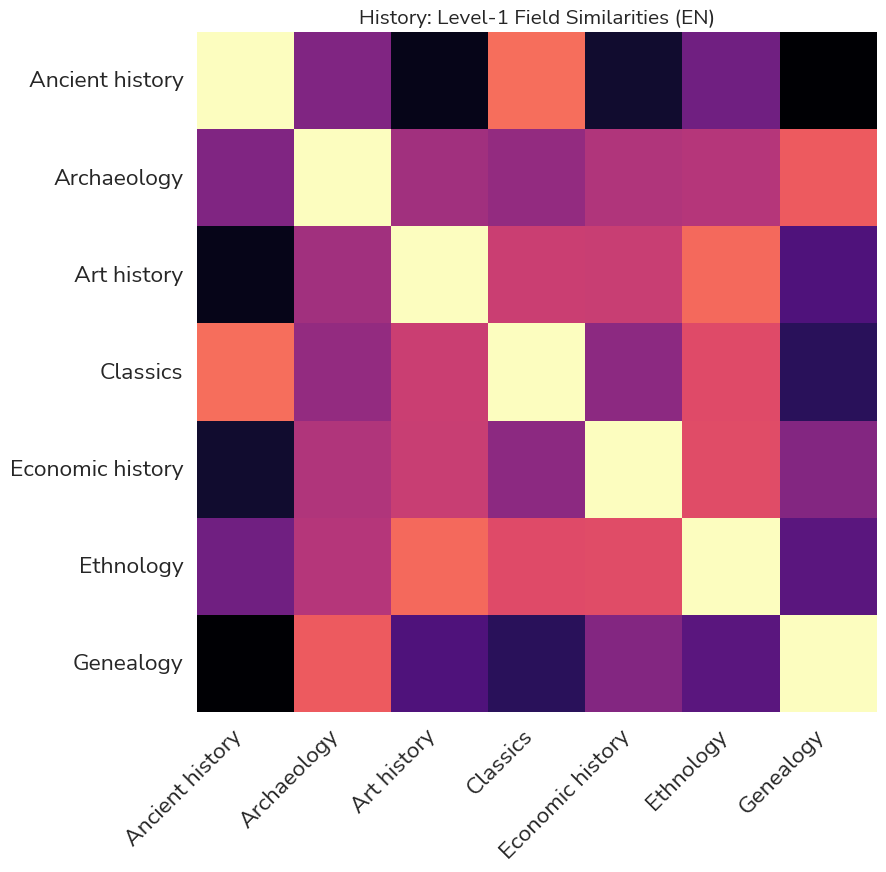 History: Level-1 Field Similarities (EN)
Ancient history
Archaeology
Art history
Classics
Economic history
Ethnology
Genealogy
Ancient history
Archaeology
Art history
Classics
Economic history
Ethnology
Genealogy